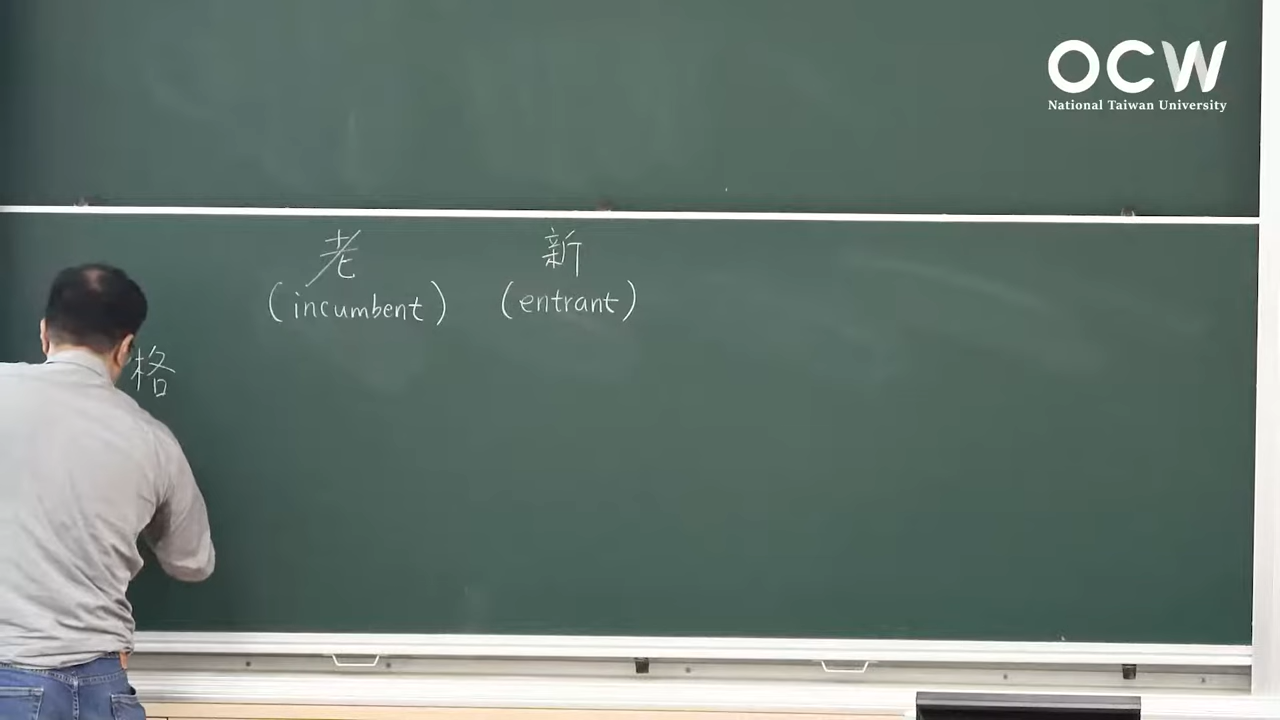 OCW
National Taiwan University
老 新
(incumbent) (entrant)
格